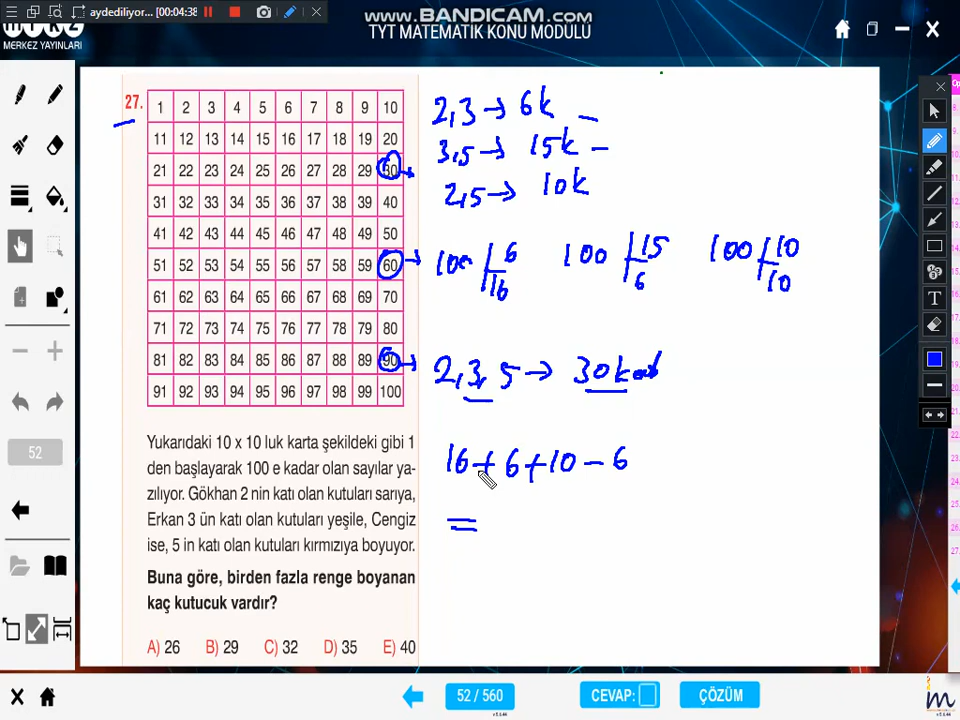 aydediliyor... [00:04:38]
www.BANDICAM.com
MERKEZ YAYINLARI
TYT MATEMATİK KONU MODÜLÜ
27.
1 2 3 4 5 6 7 8 9 10
11 12 13 14 15 16 17 18 19 20
21 22 23 24 25 26 27 28 29 30
31 32 33 34 35 36 37 38 39 40
41 42 43 44 45 46 47 48 49 50
51 52 53 54 55 56 57 58 59 60
61 62 63 64 65 66 67 68 69 70
71 72 73 74 75 76 77 78 79 80
81 82 83 84 85 86 87 88 89 90
91 92 93 94 95 96 97 98 99 100
Yukarıdaki 10 x 10 luk karta şekildeki gibi 1
den başlayarak 100 e kadar olan sayılar ya-
zılıyor. Gökhan 2 nin katı olan kutuları sarıya,
Erkan 3 ün katı olan kutuları yeşile, Cengiz
ise, 5 in katı olan kutuları kırmızıya boyuyor.
Buna göre, birden fazla renge boyanan
kaç kutucuk vardır?
A) 26 B) 29 C) 32 D) 35 E) 40
2,3 → 6k
3,5 → 15k
2,5 → 10k
100 6 100 15 100 10
16 6 10
2,3,5 → 30kat
16+6+10-6
=
52
52 / 560
CEVAP:
ÇÖZÜM